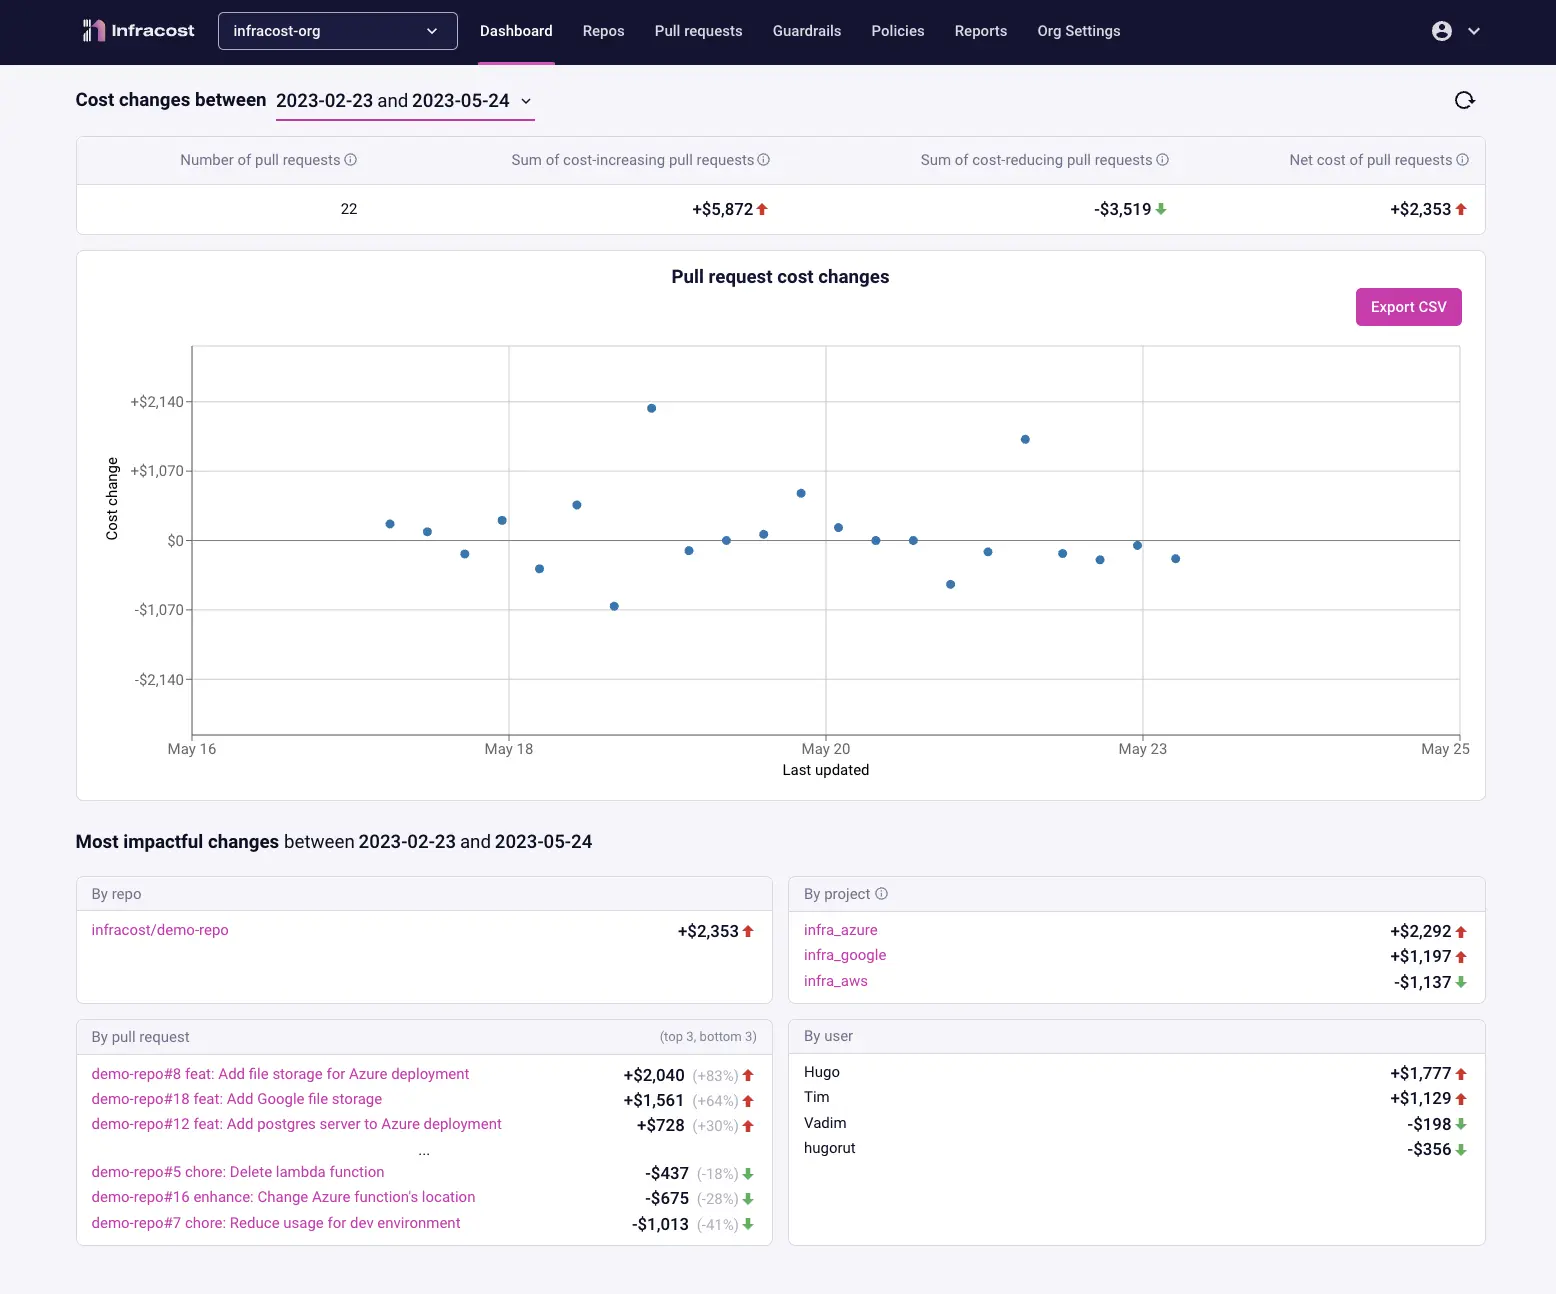 Infracost
infracost-org
Dashboard
Repos
Pull requests
Guardrails
Policies
Reports
Org Settings
Cost changes between 2023-02-23 and 2023-05-24
Number of pull requests
Sum of cost-increasing pull requests
Sum of cost-reducing pull requests
Net cost of pull requests
22
+$5,872
-$3,519
+$2,353
Pull request cost changes
Export CSV
+$2,140
+$1,070
$0
-$1,070
-$2,140
Cost change
May 16
May 18
May 20
May 23
May 25
Last updated
Most impactful changes between 2023-02-23 and 2023-05-24
By repo
infracost/demo-repo +$2,353
By project
infra_azure +$2,292
infra_google +$1,197
infra_aws -$1,137
By pull request (top 3, bottom 3)
demo-repo#8 feat: Add file storage for Azure deployment +$2,040 (+83%)
demo-repo#18 feat: Add Google file storage +$1,561 (+64%)
demo-repo#12 feat: Add postgres server to Azure deployment +$728 (+30%)
...
demo-repo#5 chore: Delete lambda function -$437 (-18%)
demo-repo#16 enhance: Change Azure function's location -$675 (-28%)
demo-repo#7 chore: Reduce usage for dev environment -$1,013 (-41%)
By user
Hugo +$1,777
Tim +$1,129
Vadim -$198
hugorut -$356